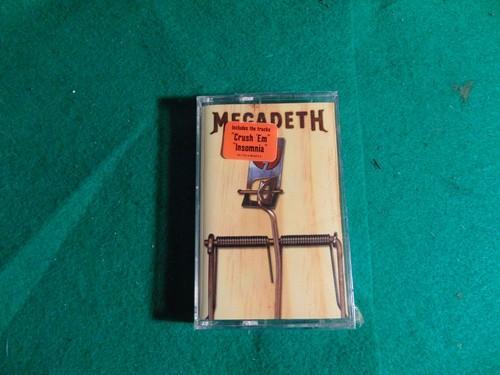 MEGADETH
Includes the tracks
"Crush 'Em"
"Insomnia"